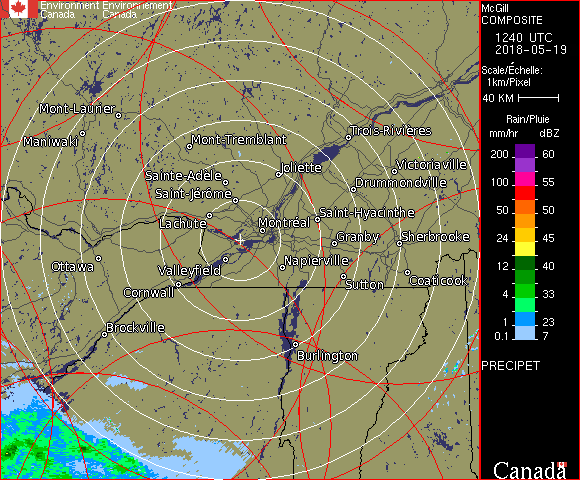 Environment Environnement
Canada Canada
McGill
COMPOSITE
1240 UTC
2018-05-19
Scale/Échelle:
1km/Pixel
40 KM
Rain/Pluie
mm/hr dBZ
200 60
100 55
50 50
24 45
12 40
4 33
1 23
0.1 7
PRECIPET
Canada
Mont-Laurier
Maniwaki
Mont-Tremblant
Trois-Rivières
Sainte-Adèle
Joliette
Victoriaville
Saint-Jérôme
Drummondville
Lachute
Montréal
Saint-Hyacinthe
Granby
Sherbrooke
Ottawa
Valleyfield
Napierville
Cornwall
Sutton
Coaticook
Brockville
Burlington